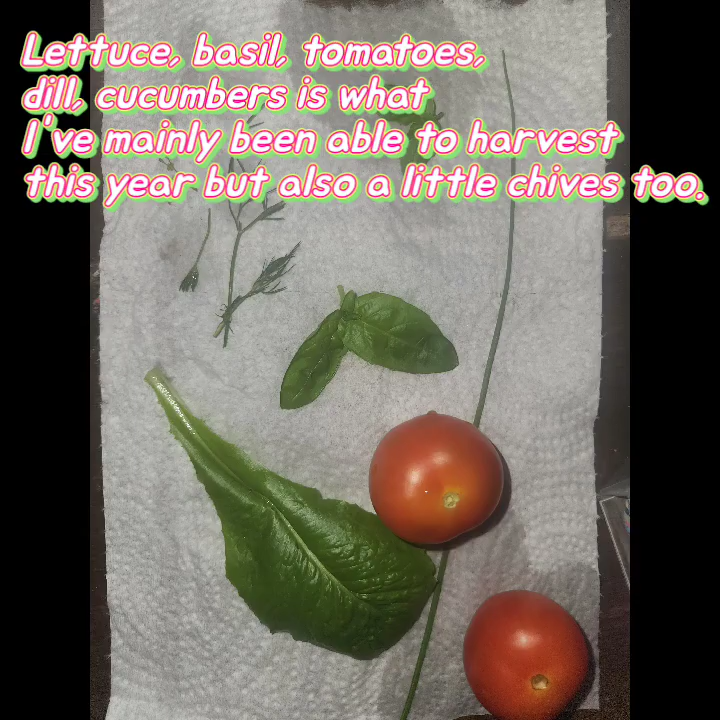 Lettuce, basil, tomatoes,
dill, cucumbers is what
I've mainly been able to harvest
this year but also a little chives too.